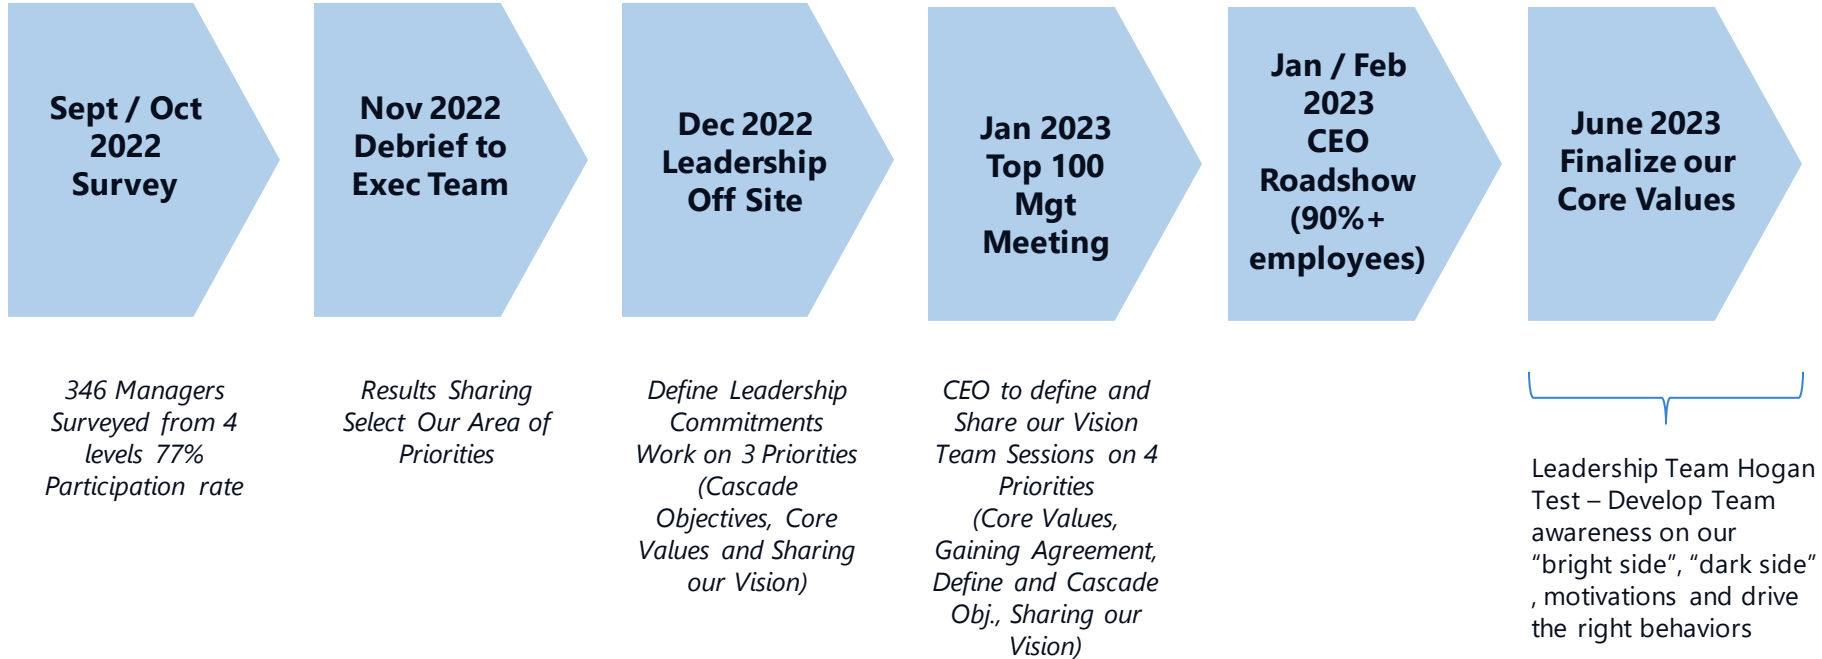 Sept / Oct
2022
Survey
Nov 2022
Debrief to
Exec Team
Dec 2022
Leadership
Off Site
Jan 2023
Top 100
Mgt
Meeting
Jan / Feb
2023
CEO
Roadshow
(90%+
employees)
June 2023
Finalize our
Core Values
346 Managers
Surveyed from 4
levels 77%
Participation rate
Results Sharing
Select Our Area of
Priorities
Define Leadership
Commitments
Work on 3 Priorities
(Cascade
Objectives, Core
Values and Sharing
our Vision)
CEO to define and
Share our Vision
Team Sessions on 4
Priorities
(Core Values,
Gaining Agreement,
Define and Cascade
Obj., Sharing our
Vision)
Leadership Team Hogan
Test – Develop Team
awareness on our
“bright side”, “dark side”
, motivations and drive
the right behaviors